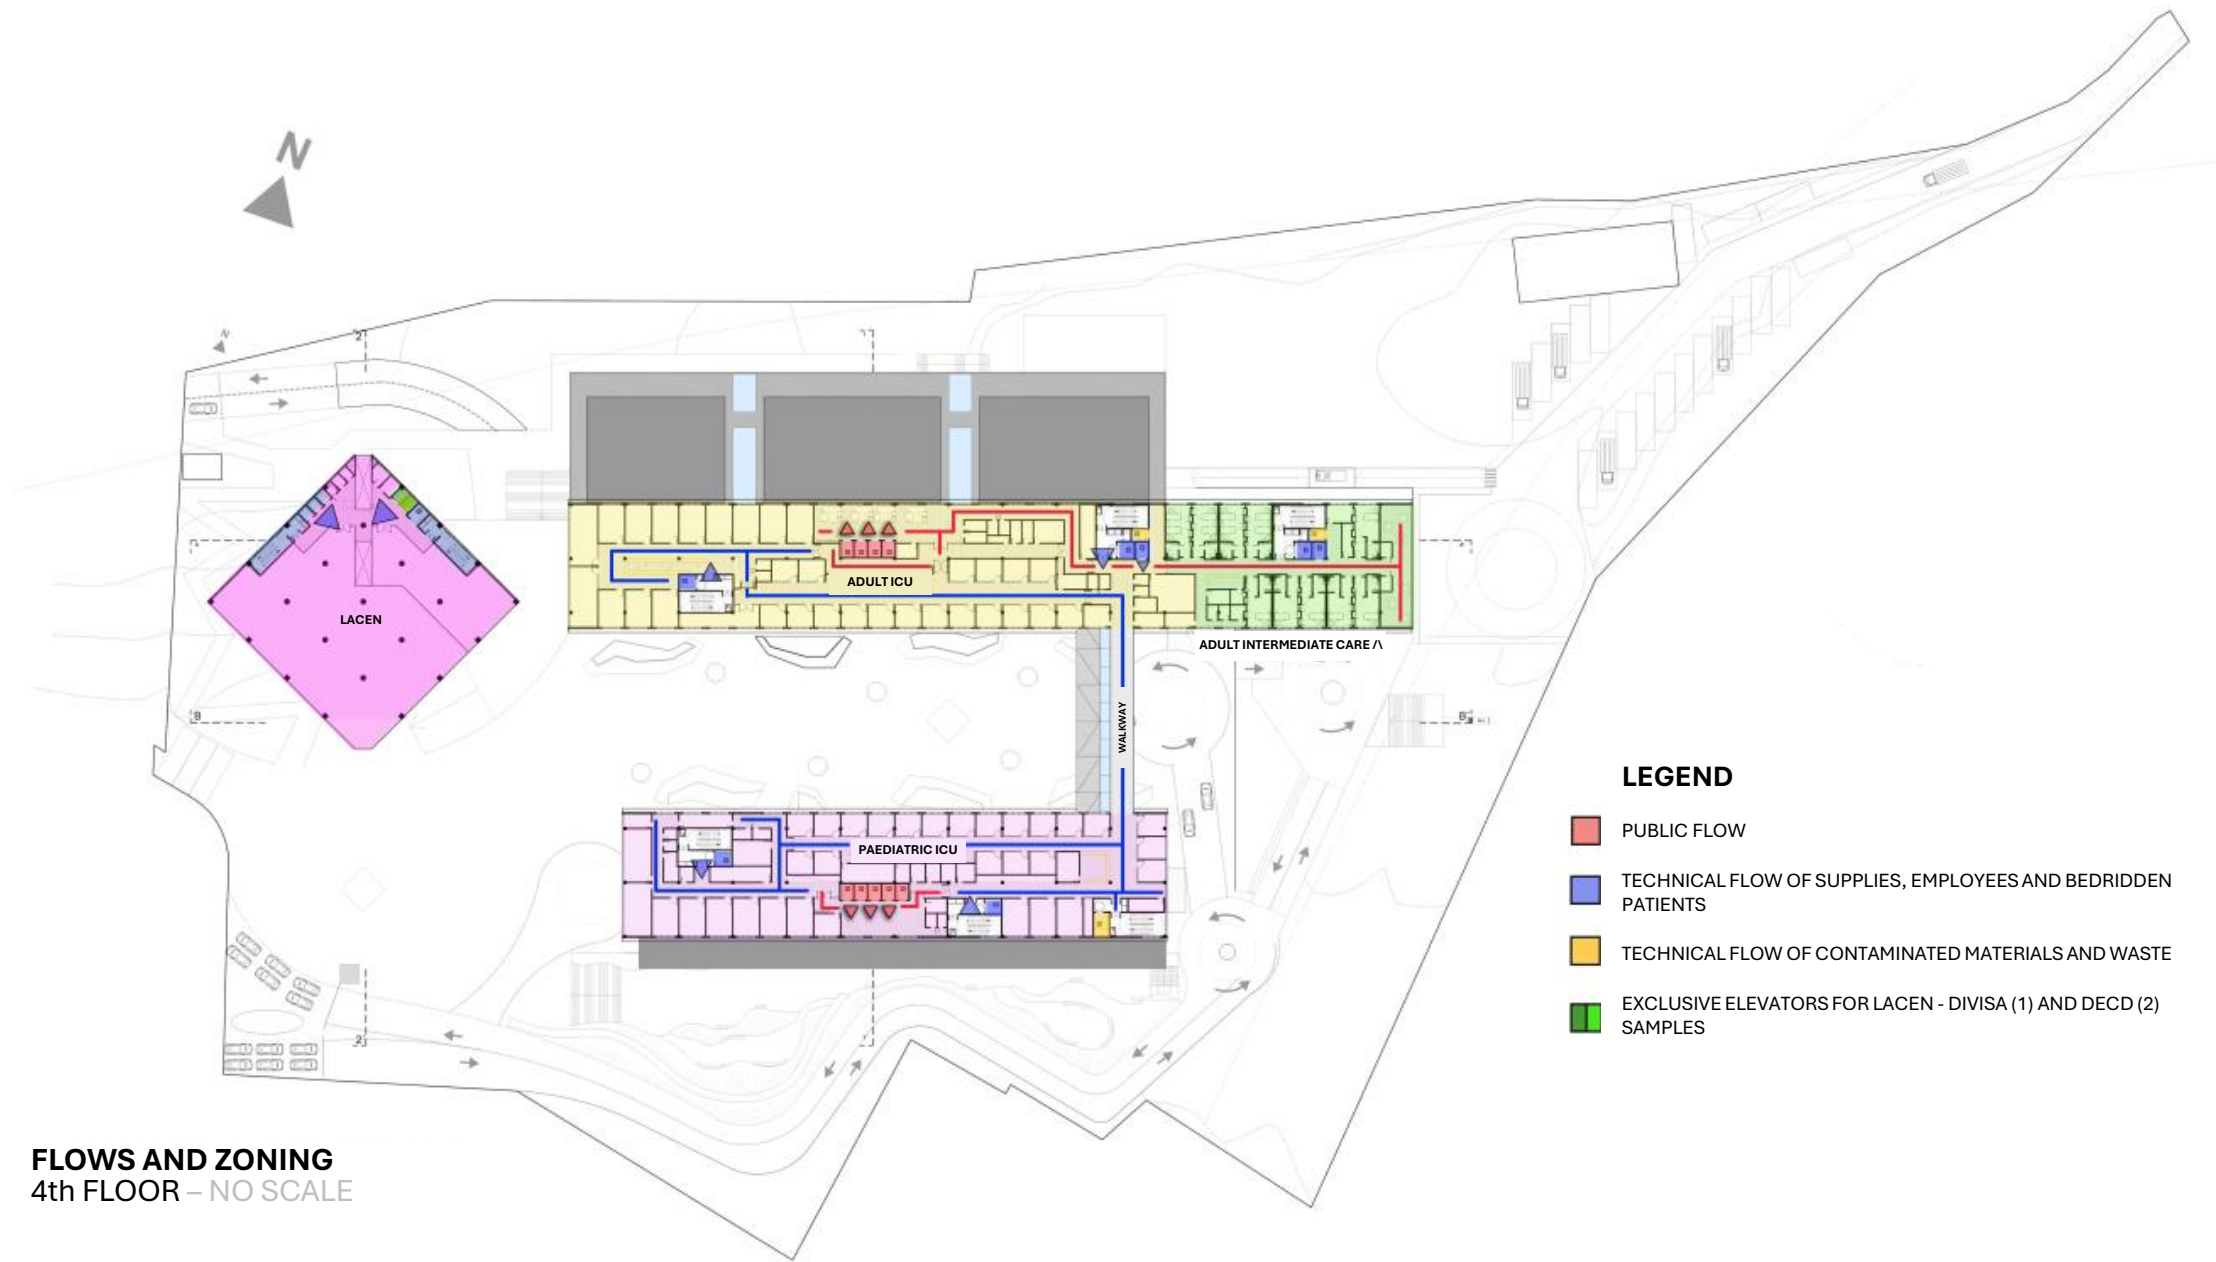 N
N
2
LACEN
ADULT ICU
ADULT INTERMEDIATE CARE /\
WALKWAY
B
B
PAEDIATRIC ICU
2
LEGEND
PUBLIC FLOW
TECHNICAL FLOW OF SUPPLIES, EMPLOYEES AND BEDRIDDEN
PATIENTS
TECHNICAL FLOW OF CONTAMINATED MATERIALS AND WASTE
EXCLUSIVE ELEVATORS FOR LACEN - DIVISA (1) AND DECD (2)
SAMPLES
FLOWS AND ZONING
4th FLOOR – NO SCALE